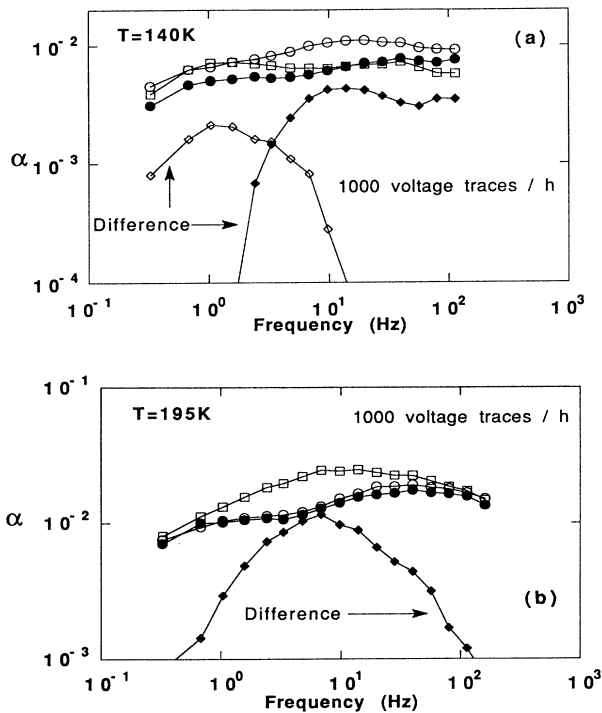 T=140K
(a)
10⁻²
α
10⁻³
1000 voltage traces / h
Difference
10⁻⁴
10⁻¹ 10⁰ 10¹ 10² 10³
Frequency (Hz)
10⁻¹
T=195K
1000 voltage traces / h
α
10⁻²
Difference
(b)
10⁻³
10⁻¹ 10⁰ 10¹ 10² 10³
Frequency (Hz)